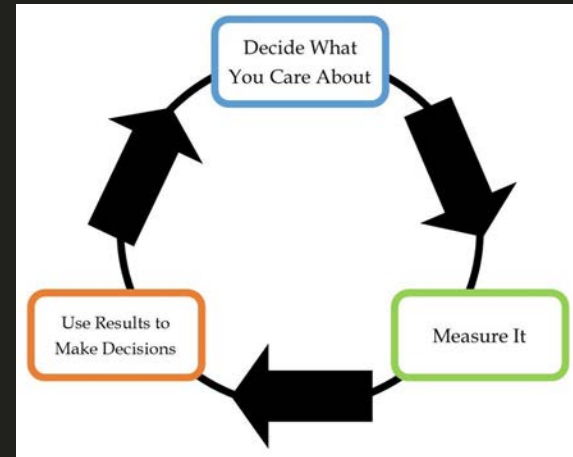 Decide What
You Care About
Measure It
Use Results to
Make Decisions